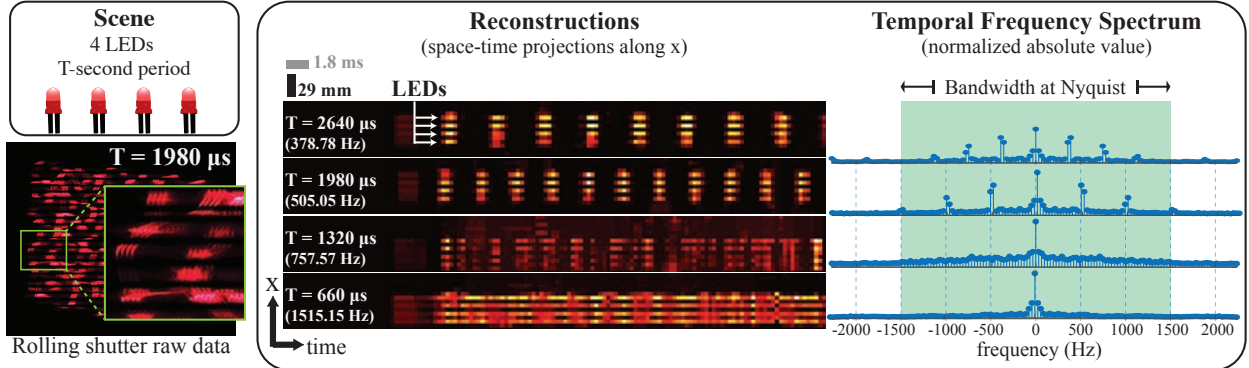 Scene
4 LEDs
T-second period
T = 1980 µs
Rolling shutter raw data
Reconstructions
(space-time projections along x)
1.8 ms
29 mm
LEDs
T = 2640 µs
(378.78 Hz)
T = 1980 µs
(505.05 Hz)
T = 1320 µs
(757.57 Hz)
T = 660 µs
(1515.15 Hz)
x
time
Temporal Frequency Spectrum
(normalized absolute value)
Bandwidth at Nyquist
-2000 -1500 -1000 -500 0 500 1000 1500 2000
frequency (Hz)